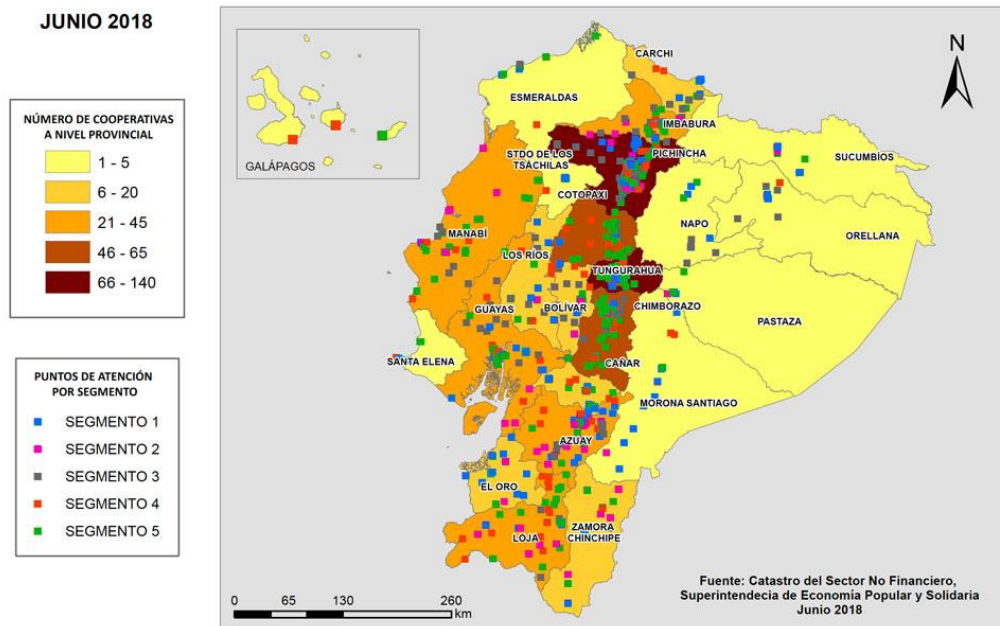 JUNIO 2018
NÚMERO DE COOPERATIVAS
A NIVEL PROVINCIAL
1 - 5
6 - 20
21 - 45
46 - 65
66 - 140
PUNTOS DE ATENCIÓN
POR SEGMENTO
SEGMENTO 1
SEGMENTO 2
SEGMENTO 3
SEGMENTO 4
SEGMENTO 5
GALÁPAGOS
N
CARCHI
ESMERALDAS
IMBABURA
STDO DE LOS
TSÁCHILAS
PICHINCHA
SUCUMBÍOS
COTOPAXI
NAPO
MANABÍ
ORELLANA
LOS RÍOS
TUNGURAHUA
GUAYAS
BOLÍVAR
CHIMBORAZO
PASTAZA
SANTA ELENA
CAÑAR
MORONA SANTIAGO
AZUAY
EL ORO
LOJA
ZAMORA
CHINCHIPE
Fuente: Catastro del Sector No Financiero,
Superintendecia de Economía Popular y Solidaria
Junio 2018
0 65 130 260
km